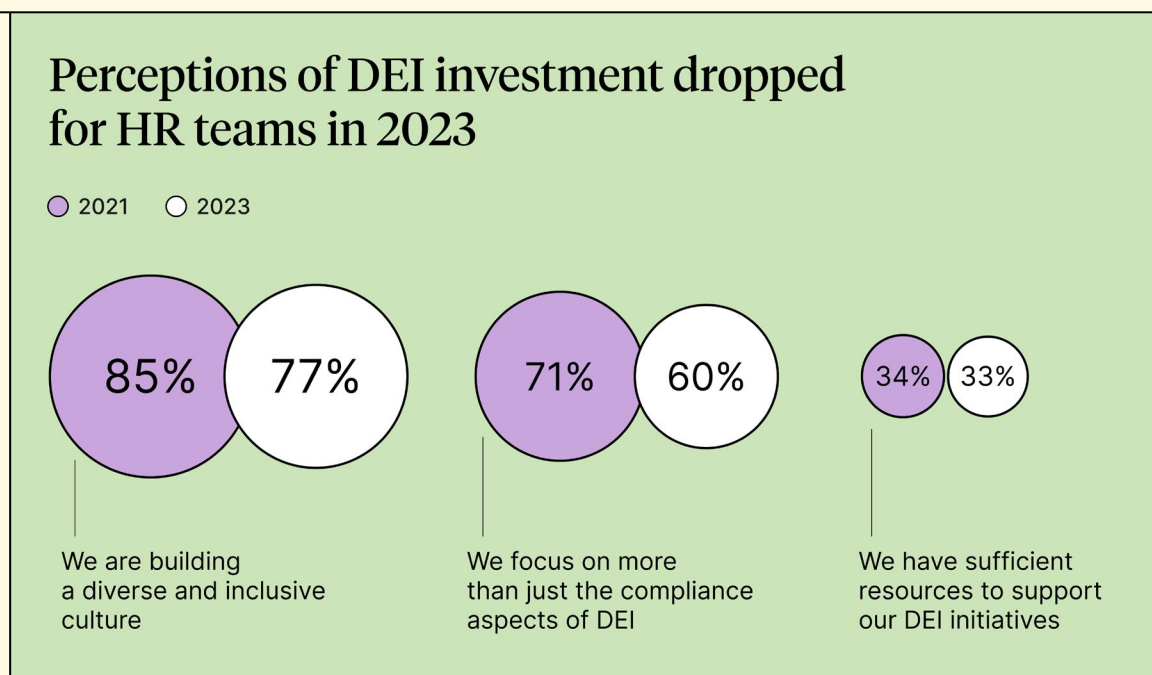 Perceptions of DEI investment dropped
for HR teams in 2023
2021 2023
85% 77% 71% 60% 34% 33%
We are building
a diverse and inclusive
culture
We focus on more
than just the compliance
aspects of DEI
We have sufficient
resources to support
our DEI initiatives